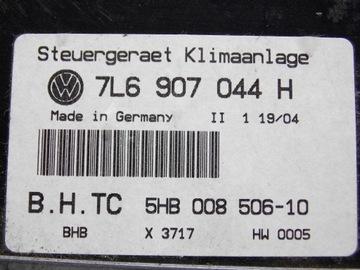 Steuergeraet Klimaanlage
7L6 907 044 H
Made in Germany II 1 19/04
B.H.TC 5HB 008 506-10
BHB X 3717 HW 0005